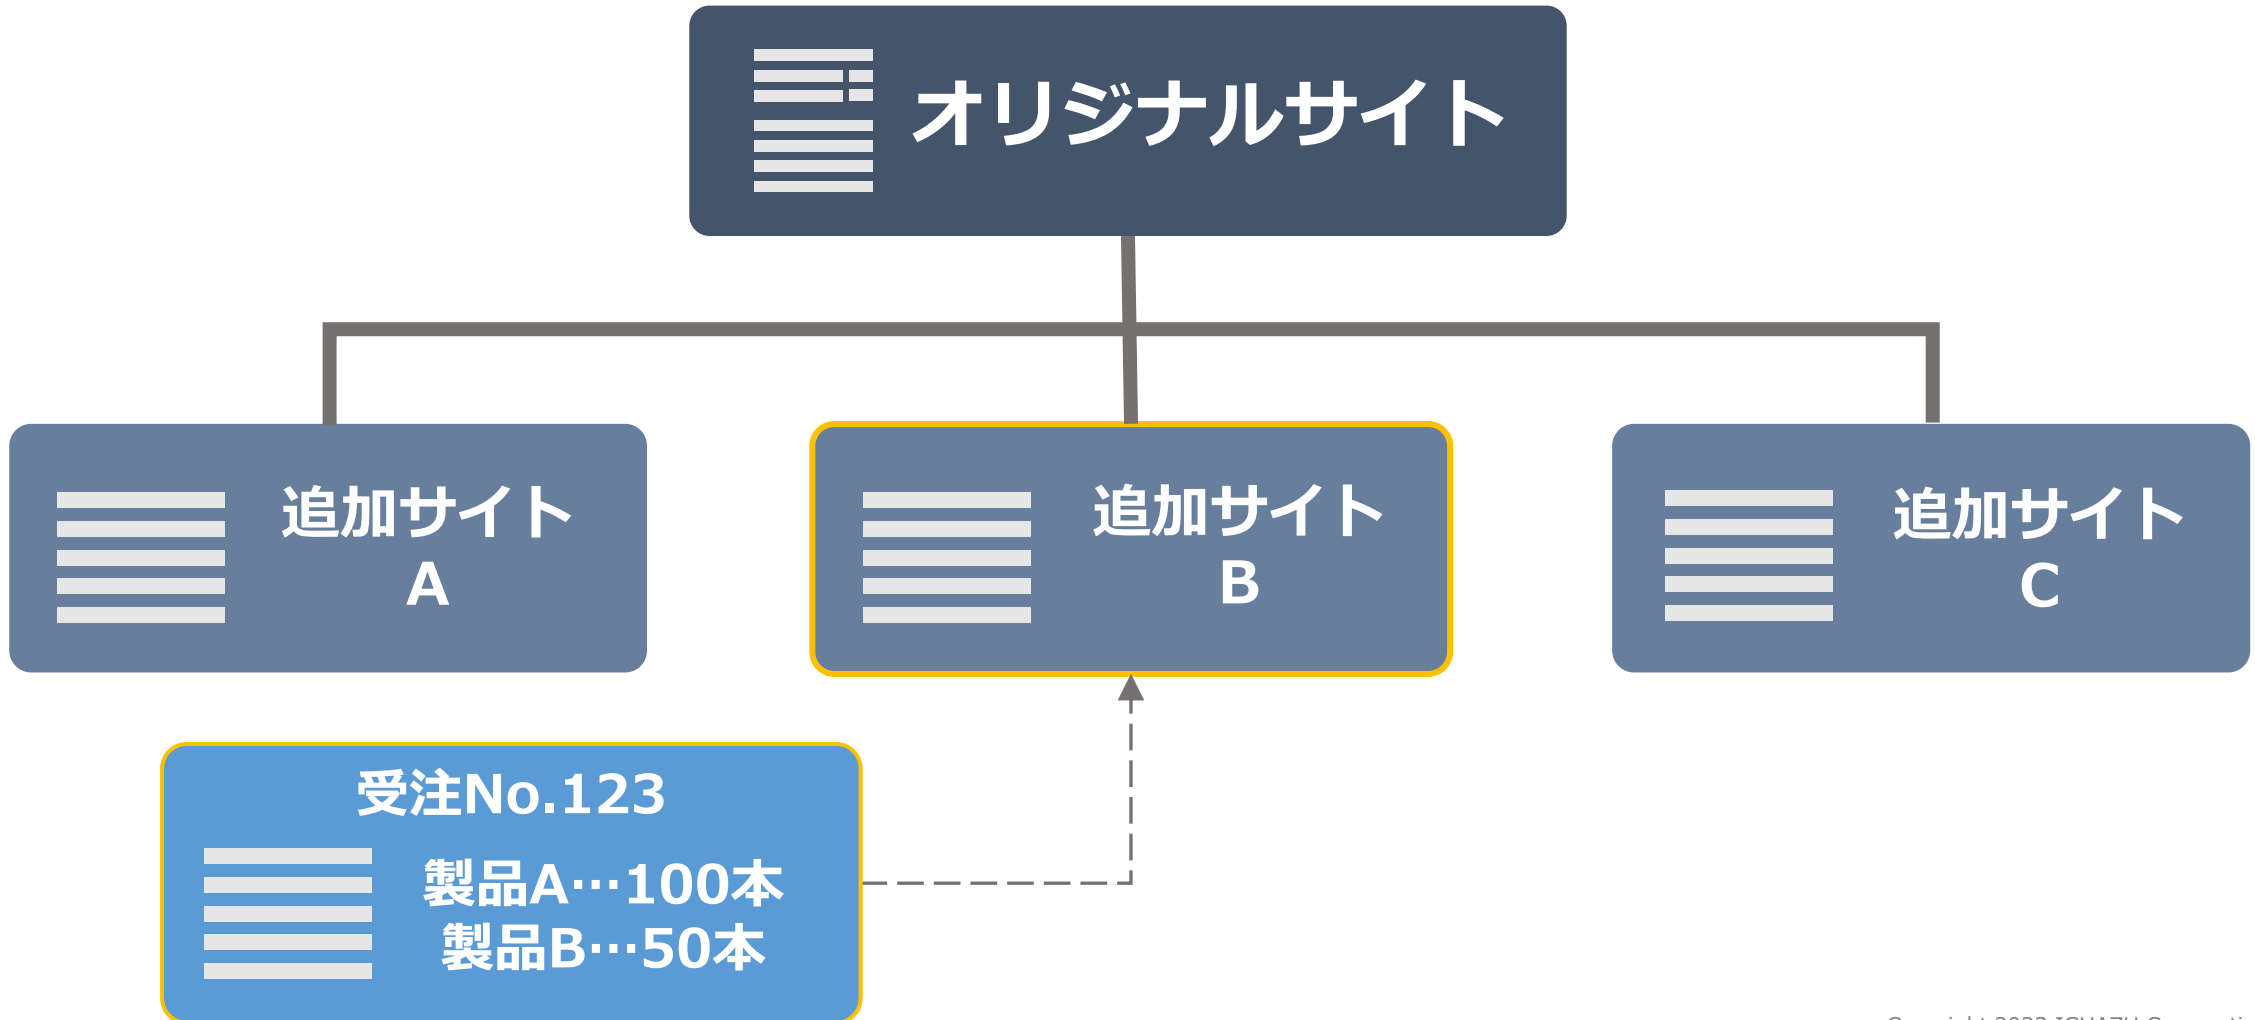 オリジナルサイト
追加サイト
A
追加サイト
B
追加サイト
C
受注No.123
製品A…100本
製品B…50本